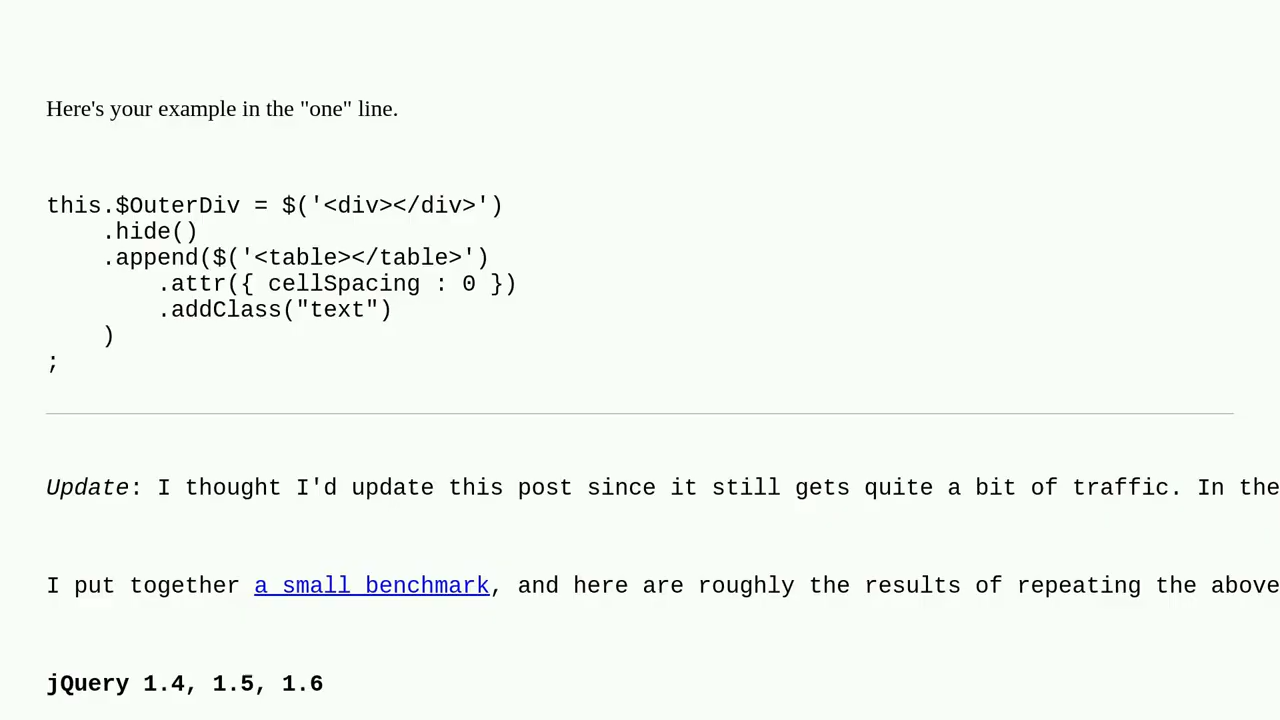 Here's your example in the "one" line.
this.$OuterDiv = $('<div></div>')
    .hide()
    .append($('<table></table>')
        .attr({ cellSpacing : 0 })
        .addClass("text")
    )
;
Update: I thought I'd update this post since it still gets quite a bit of traffic. In the
I put together a small benchmark, and here are roughly the results of repeating the above
jQuery 1.4, 1.5, 1.6